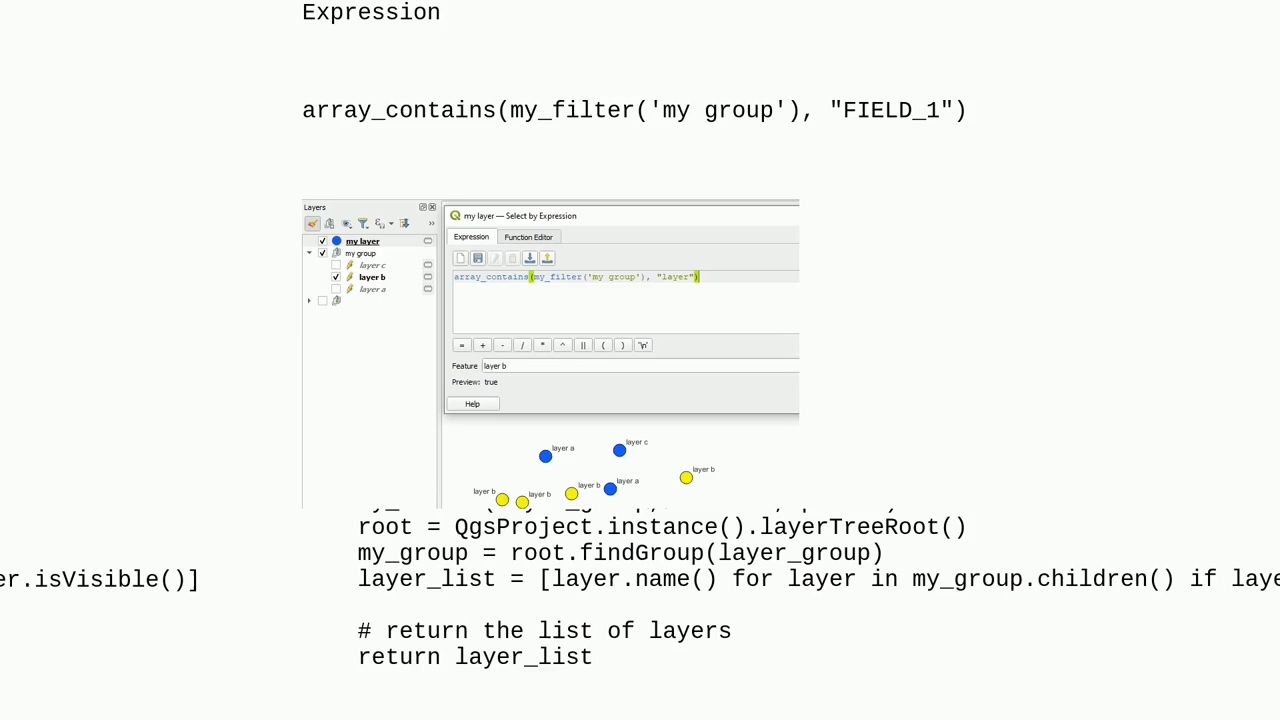 Expression
array_contains(my_filter('my group'), "FIELD_1")
Layers
my layer
my group
layer c
layer b
layer a
my layer — Select by Expression
Expression Function Editor
array_contains(my_filter('my group'), "layer")
= + - / * ^ || ( ) '\n'
Feature layer b
Preview: true
Help
layer a
layer c
layer b
layer a
layer b
layer b
layer b
root = QgsProject.instance().layerTreeRoot()
my_group = root.findGroup(layer_group)
er.isVisible()] layer_list = [layer.name() for layer in my_group.children() if laye
# return the list of layers
return layer_list